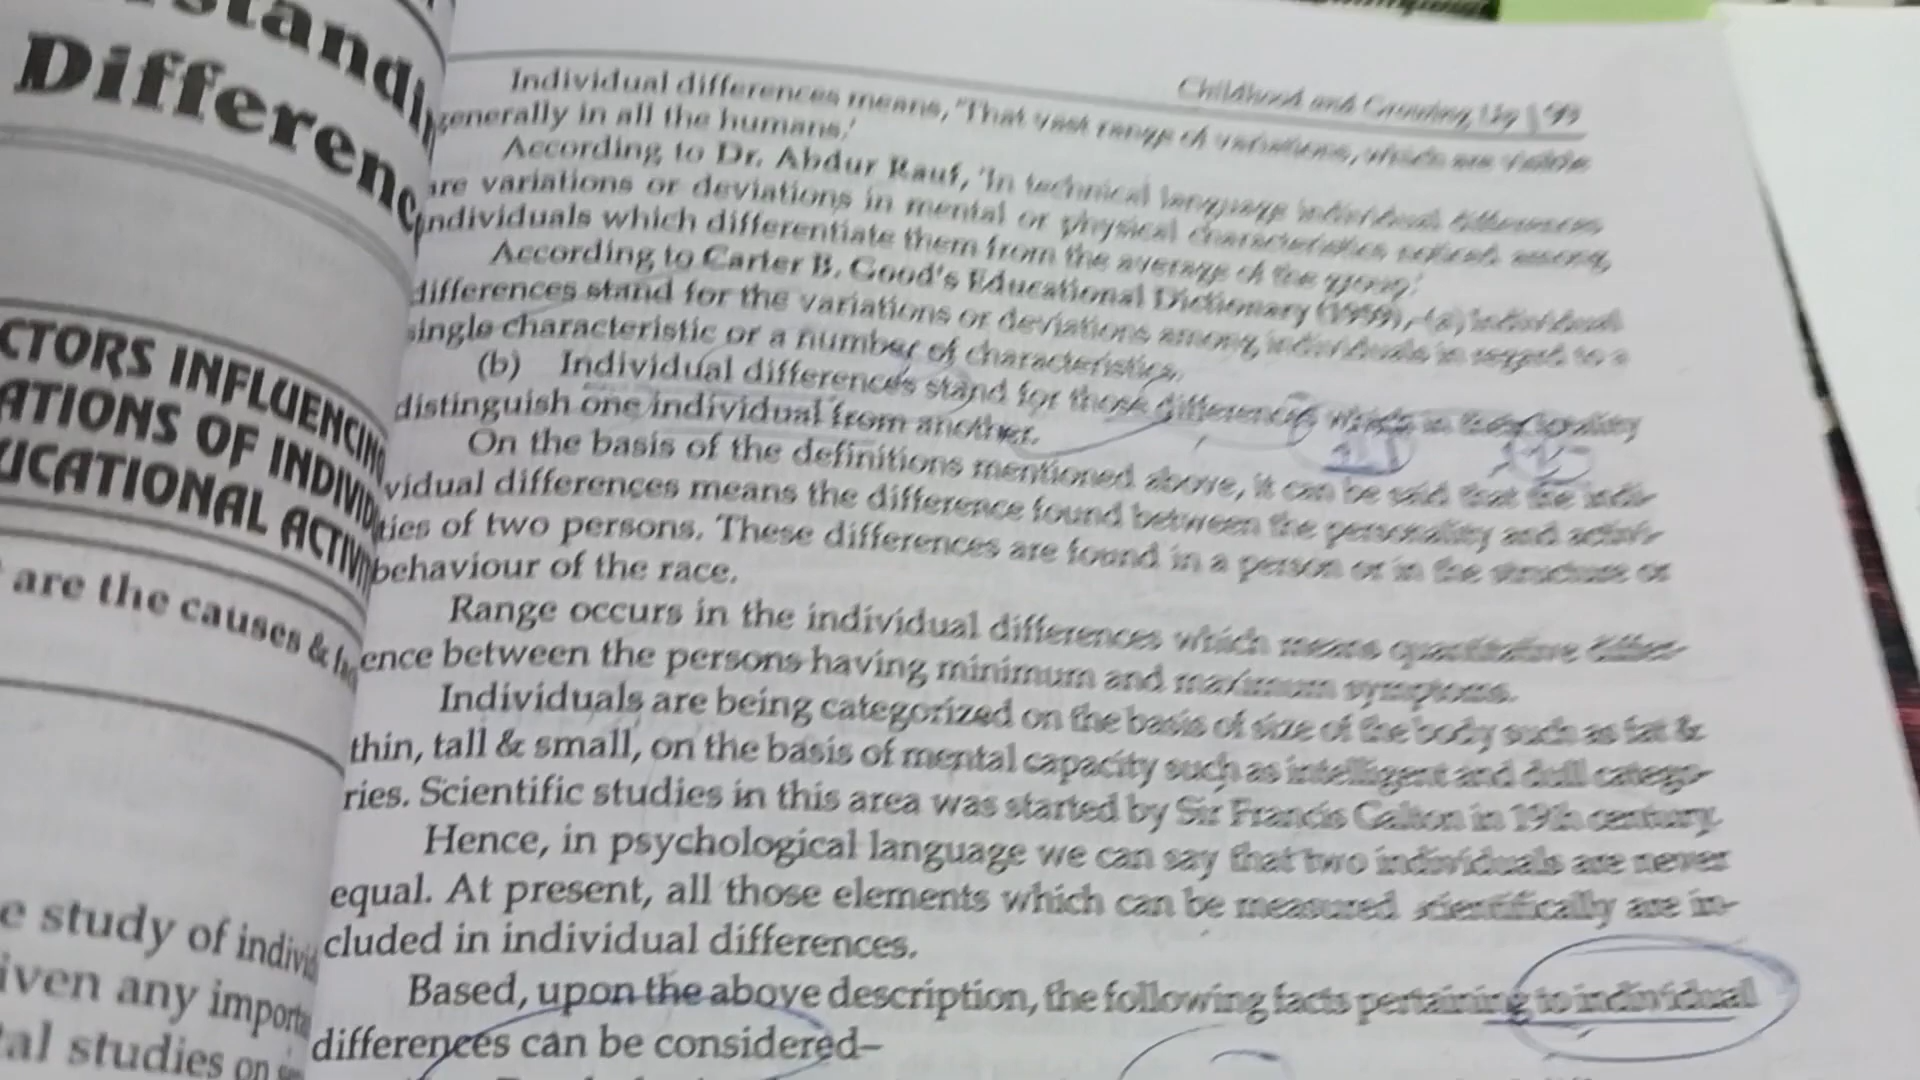 standin
Differenc
CTORS INFLUENCING
ATIONS OF INDIVID
UCATIONAL ACTIV
are the causes &
e study of individ
iven any importa
tal studies on
Childhood and Growing Up
Individual differences means, "That vast range of variations, which are visible
generally in all the humans.'
According to Dr. Abdur Rauf, 'In technical language individuals differences
are variations or deviations in mental or physical characteristics among
individuals which differentiate them from the average of the group.'
According to Carter B. Good's Educational Dictionary (1959), (a) individuals
differences stand for the variations or deviations among individuals in regard to a
single characteristic or a number of characteristics.
(b) Individual differences stand for those differences which in their
distinguish one individual from another.
On the basis of the definitions mentioned above, it can be said that the indi-
vidual differences means the difference found between the personality and activi-
ties of two persons. These differences are found in a person or in the structure or
behaviour of the race.
Range occurs in the individual differences which means quantitative differ-
ence between the persons having minimum and maximum symptoms.
Individuals are being categorized on the basis of size of the body such as fat &
thin, tall & small, on the basis of mental capacity such as intelligent and dull catego-
ries. Scientific studies in this area was started by Sir Francis Galton in 19th century.
Hence, in psychological language we can say that two individuals are never
equal. At present, all those elements which can be measured scientifically are in-
cluded in individual differences.
Based, upon the above description, the following facts pertaining to individual
differences can be considered–